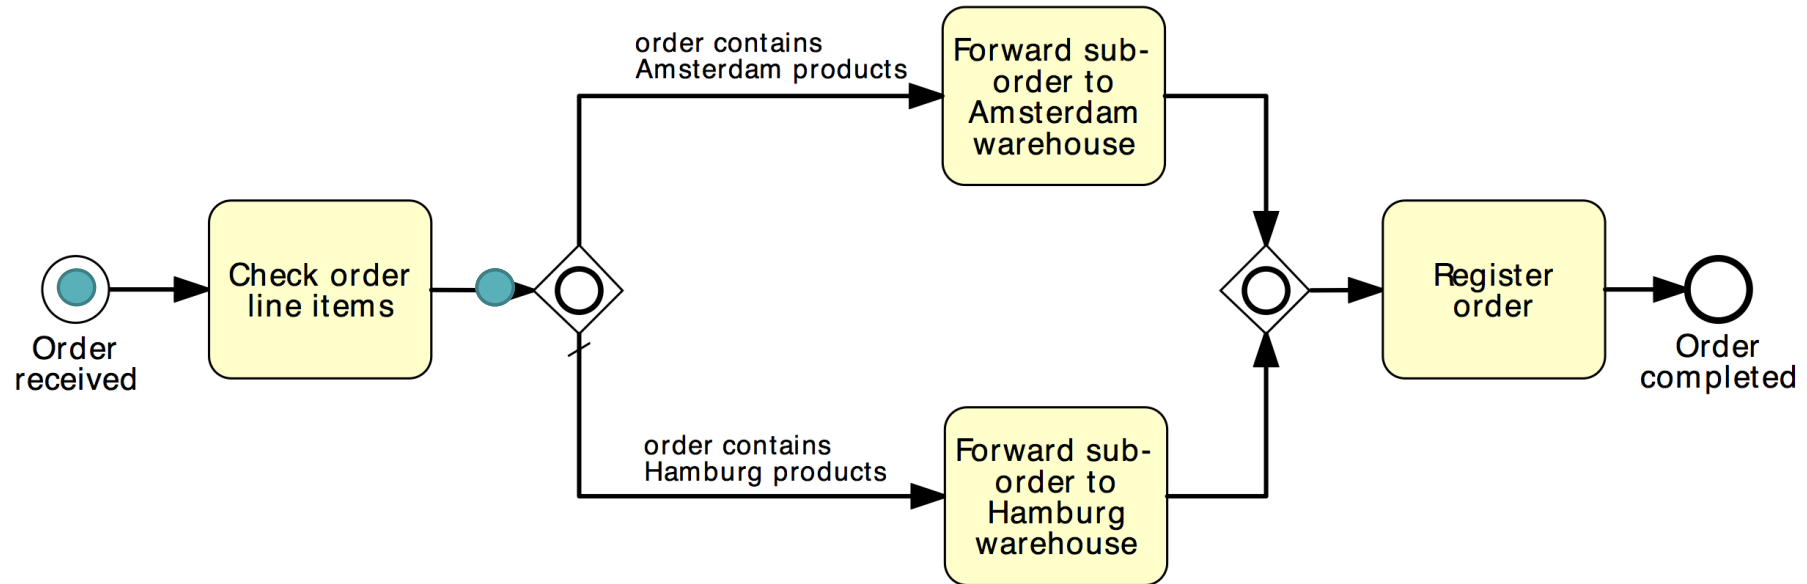 Order
received
Check order
line items
order contains
Amsterdam products
Forward sub-
order to
Amsterdam
warehouse
order contains
Hamburg products
Forward sub-
order to
Hamburg
warehouse
Register
order
Order
completed